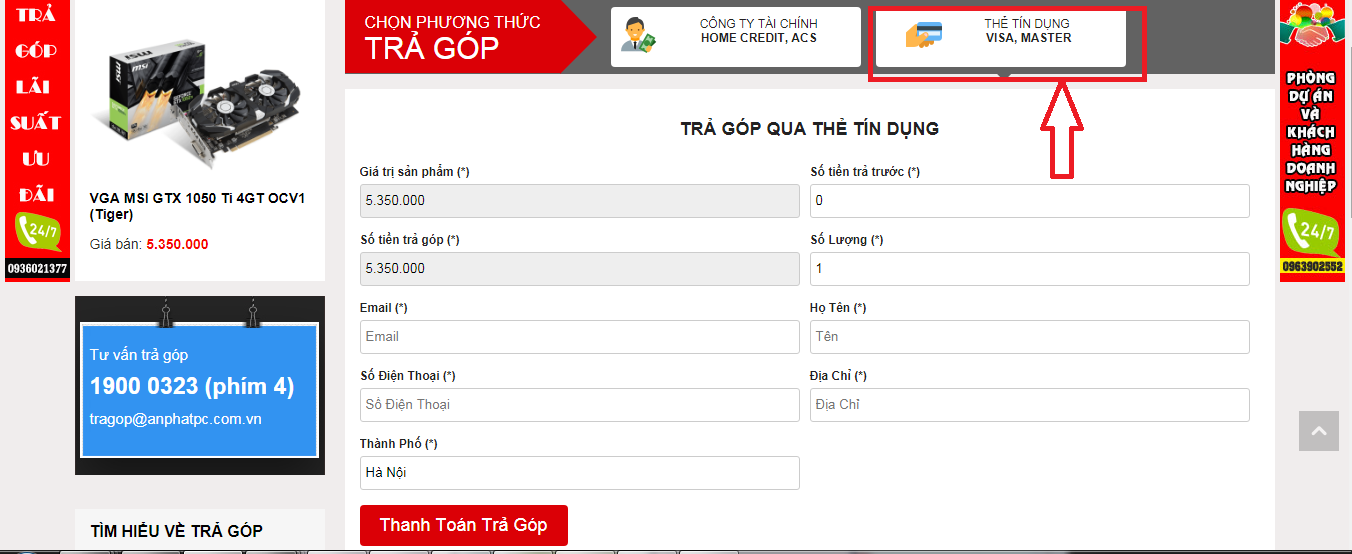 TRẢ
GÓP
LÃI
SUẤT
ƯU
ĐÃI
24/7
0936021377
msi
VGA MSI GTX 1050 Ti 4GT OCV1
(Tiger)
Giá bán: 5.350.000
Tư vấn trả góp
1900 0323 (phím 4)
tragop@anphatpc.com.vn
TÌM HIỂU VỀ TRẢ GÓP
CHỌN PHƯƠNG THỨC
TRẢ GÓP
CÔNG TY TÀI CHÍNH
HOME CREDIT, ACS
THẺ TÍN DỤNG
VISA, MASTER
TRẢ GÓP QUA THẺ TÍN DỤNG
Giá trị sản phẩm (*)
5.350.000
Số tiền trả trước (*)
0
Số tiền trả góp (*)
5.350.000
Số Lượng (*)
1
Email (*)
Email
Họ Tên (*)
Tên
Số Điện Thoại (*)
Số Điện Thoại
Địa Chỉ (*)
Địa Chỉ
Thành Phố (*)
Hà Nội
Thanh Toán Trả Góp
PHÒNG
DỰ ÁN
VÀ
KHÁCH
HÀNG
DOANH
NGHIỆP
24/7
0963902552